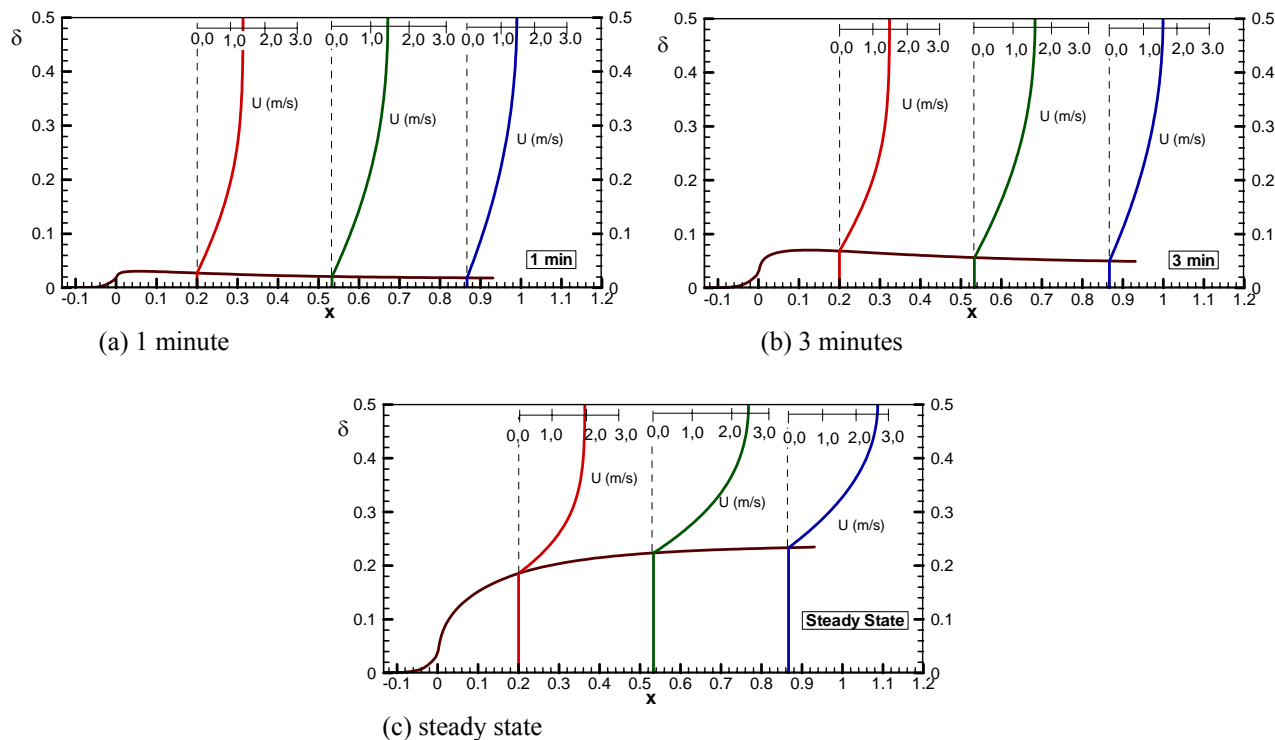 0.5 0.5
δ
0,0 1,0 2,0 3.0 0,0 1,0 2,0 3.0 0,0 1,0 2,0 3.0
0.4 0.4
U (m/s)
0.3 0.3
U (m/s)
U (m/s)
0.2 0.2
0.1 0.1
1 min
0 0
-0.1 0 0.1 0.2 0.3 0.4 0.5 0.6 0.7 0.8 0.9 1 1.1 1.2
x
(a) 1 minute
0.5 0.5
δ
0,0 1,0 2,0 3.0 0,0 1,0 2,0 3.0 0,0 1,0 2,0 3.0
0.4 0.4
U (m/s)
0.3 0.3
U (m/s)
U (m/s)
0.2 0.2
0.1 0.1
3 min
0 0
-0.1 0 0.1 0.2 0.3 0.4 0.5 0.6 0.7 0.8 0.9 1 1.1 1.2
x
(b) 3 minutes
0.5 0.5
δ
0,0 1,0 2,0 3,0 0,0 1,0 2,0 3,0 0,0 1,0 2,0 3,0
0.4 0.4
U (m/s)
U (m/s)
0.3 0.3
U (m/s)
0.2 0.2
0.1 0.1
Steady State
0 0
-0.1 0 0.1 0.2 0.3 0.4 0.5 0.6 0.7 0.8 0.9 1 1.1 1.2
x
(c) steady state